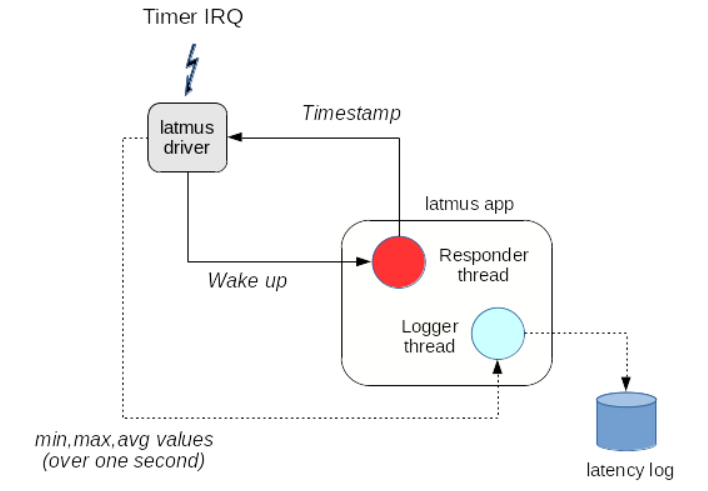 Timer IRQ
latmus
driver
Timestamp
latmus app
Responder
thread
Wake up
Logger
thread
min,max,avg values
(over one second)
latency log